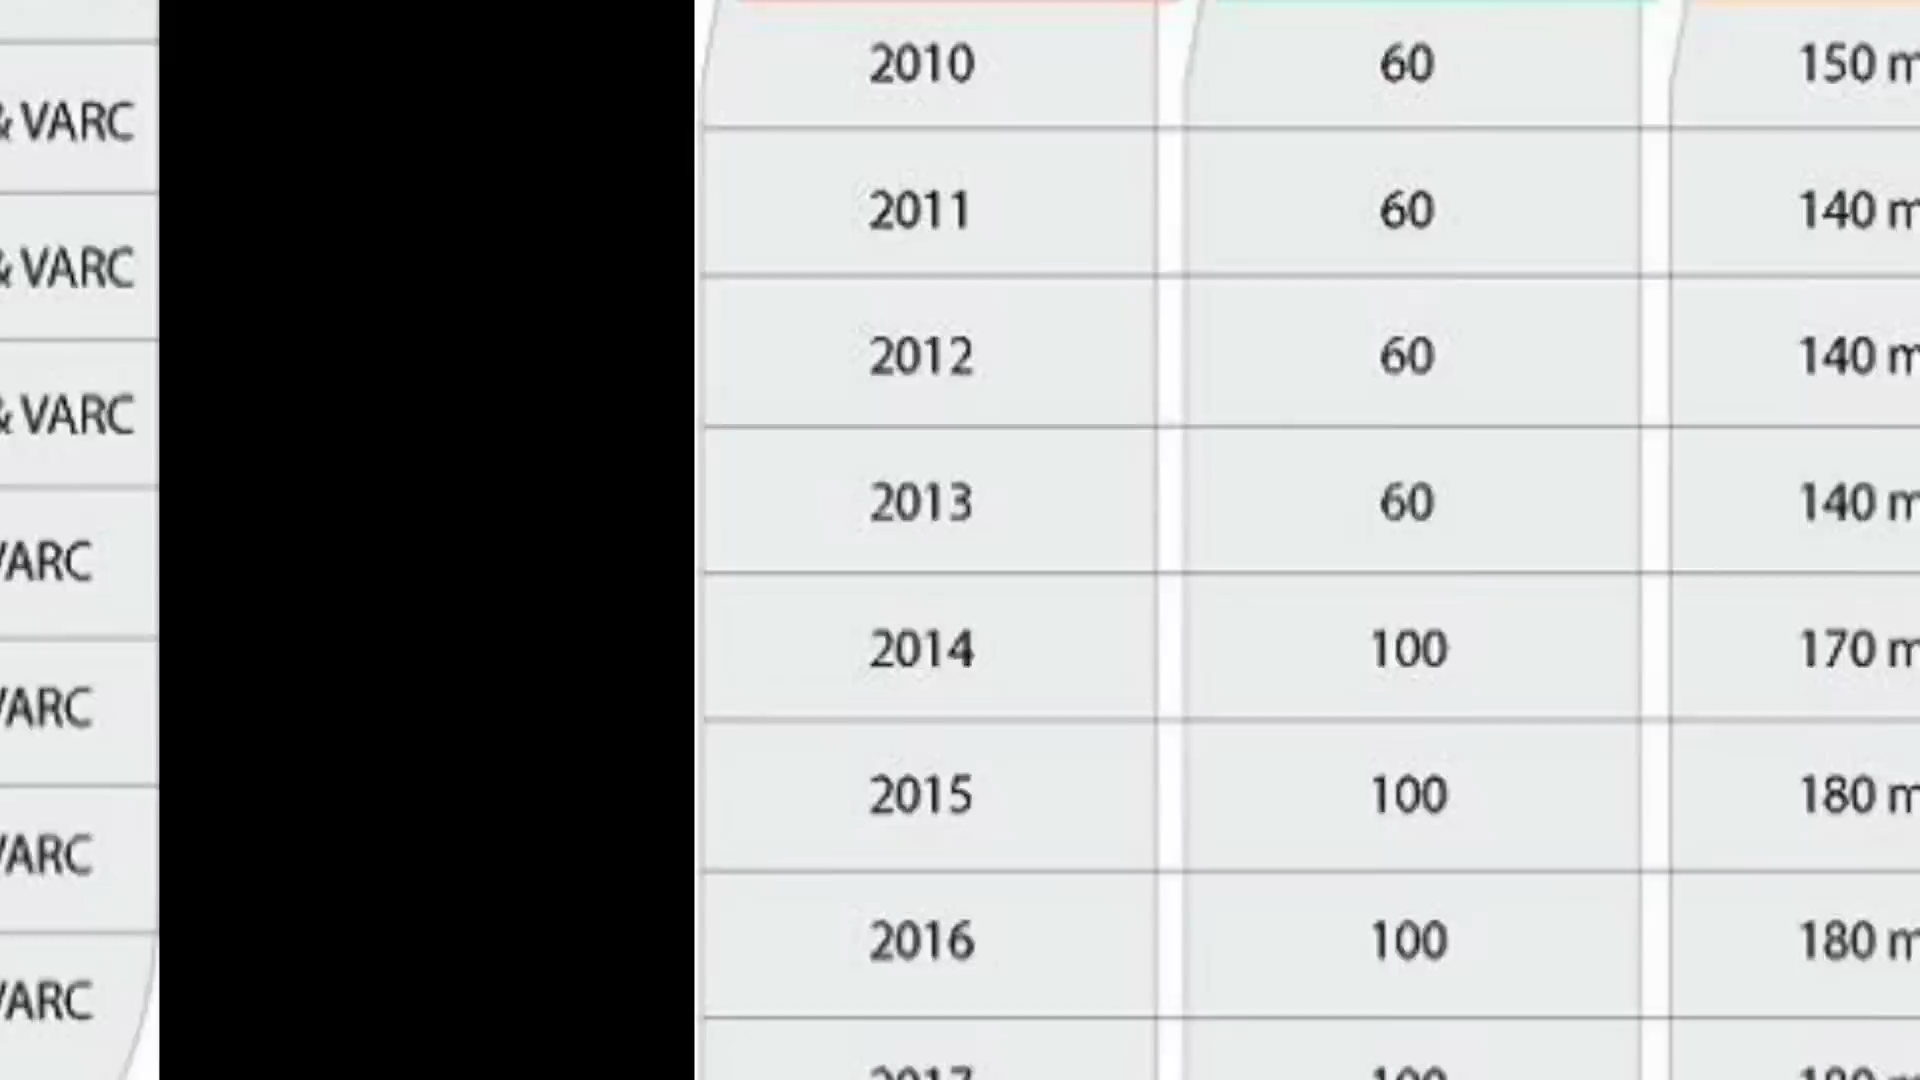 & VARC
& VARC
& VARC
VARC
VARC
VARC
VARC
2010 60 150 m
2011 60 140 m
2012 60 140 m
2013 60 140 m
2014 100 170 m
2015 100 180 m
2016 100 180 m
2017 100 180 m